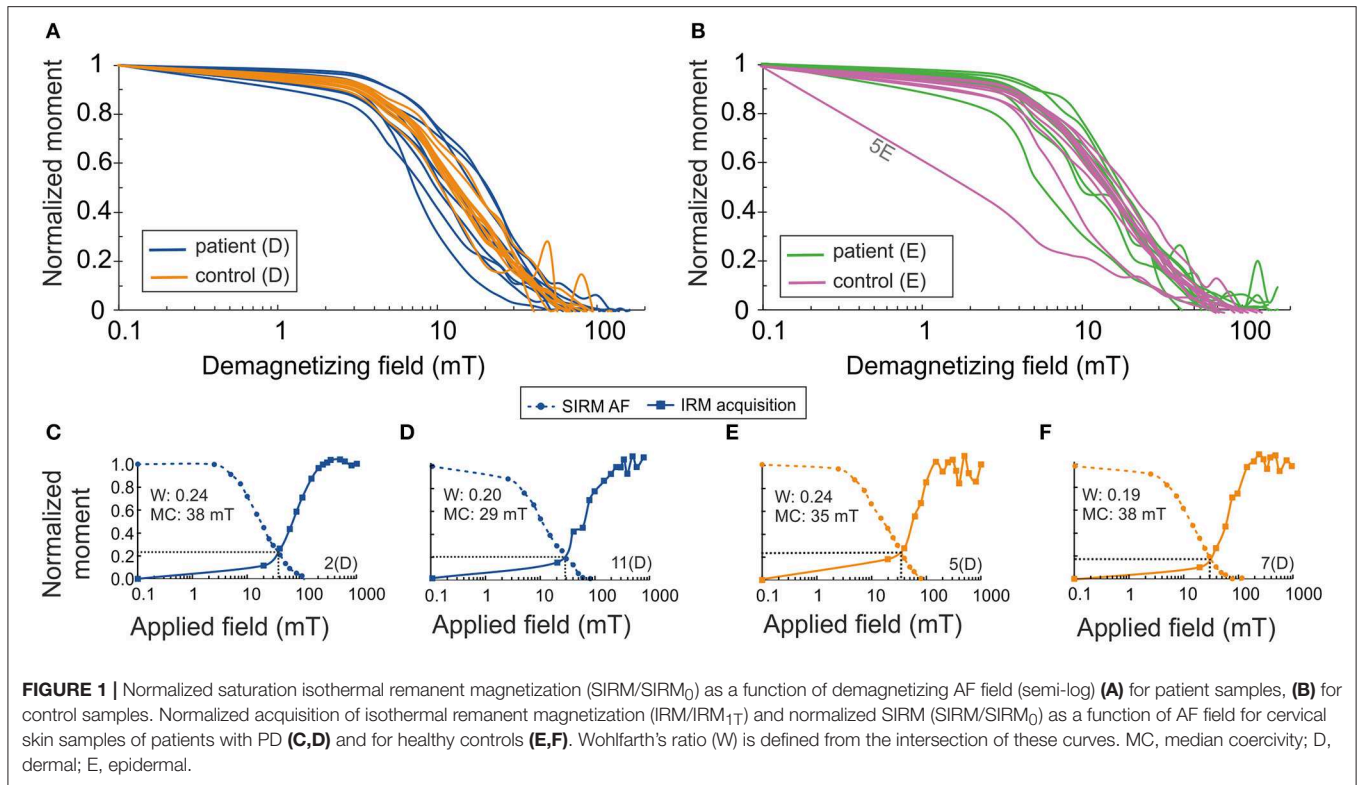 A
B
Normalized moment
1
0.8
0.6
0.4
0.2
0
patient (D)
control (D)
0.1 1 10 100
Demagnetizing field (mT)
Normalized moment
1
0.8
0.6
0.4
0.2
0
5E
patient (E)
control (E)
0.1 1 10 100
Demagnetizing field (mT)
SIRM AF IRM acquisition
C
Normalized
moment
1.0
0.8
0.6
0.4
0.2
0.0
W: 0.24
MC: 38 mT
2(D)
0.1 1 10 100 1000
Applied field (mT)
D
W: 0.20
MC: 29 mT
11(D)
0.1 1 10 100 1000
Applied field (mT)
E
W: 0.24
MC: 35 mT
5(D)
0.1 1 10 100 1000
Applied field (mT)
F
W: 0.19
MC: 38 mT
7(D)
0.1 1 10 100 1000
Applied field (mT)
FIGURE 1 | Normalized saturation isothermal remanent magnetization (SIRM/SIRM0) as a function of demagnetizing AF field (semi-log) (A) for patient samples, (B) for
control samples. Normalized acquisition of isothermal remanent magnetization (IRM/IRM1T) and normalized SIRM (SIRM/SIRM0) as a function of AF field for cervical
skin samples of patients with PD (C,D) and for healthy controls (E,F). Wohlfarth's ratio (W) is defined from the intersection of these curves. MC, median coercivity; D,
dermal; E, epidermal.